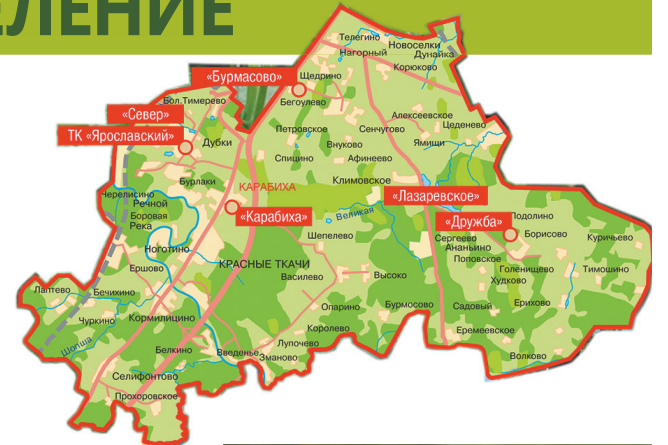 ЕЛЕНИЕ
Телегино
Нагорный
Новоселки
Дунайка
Корюково
«Бурмасово»
Щедрино
Бегоулево
Бол.Тимерево
«Север»
ТК «Ярославский»
Дубки
Петровское
Сенчугово
Алексеевское
Цеденево
Внуково
Ямищи
Спицино
Афинеево
Бурлаки
КАРАБИХА
Климовское
«Лазаревское»
Черелисино
Речной
Боровая
Река
«Карабиха»
Великая
«Дружба»
Подолино
Борисово
Куричьево
Шепелево
Сергеево
Ананьино
Поповское
Ноготино
Ершово
КРАСНЫЕ ТКАЧИ
Василево
Высоко
Голенищево
Худково
Тимошино
Лаптево
Бечихино
Чуркино
Кормилицино
Опарино
Бурмосово
Садовый
Ерихово
Королево
Еремеевское
Шопша
Белкино
Введенье
Лупочево
Зманово
Волково
Селифонтово
Прохоровское